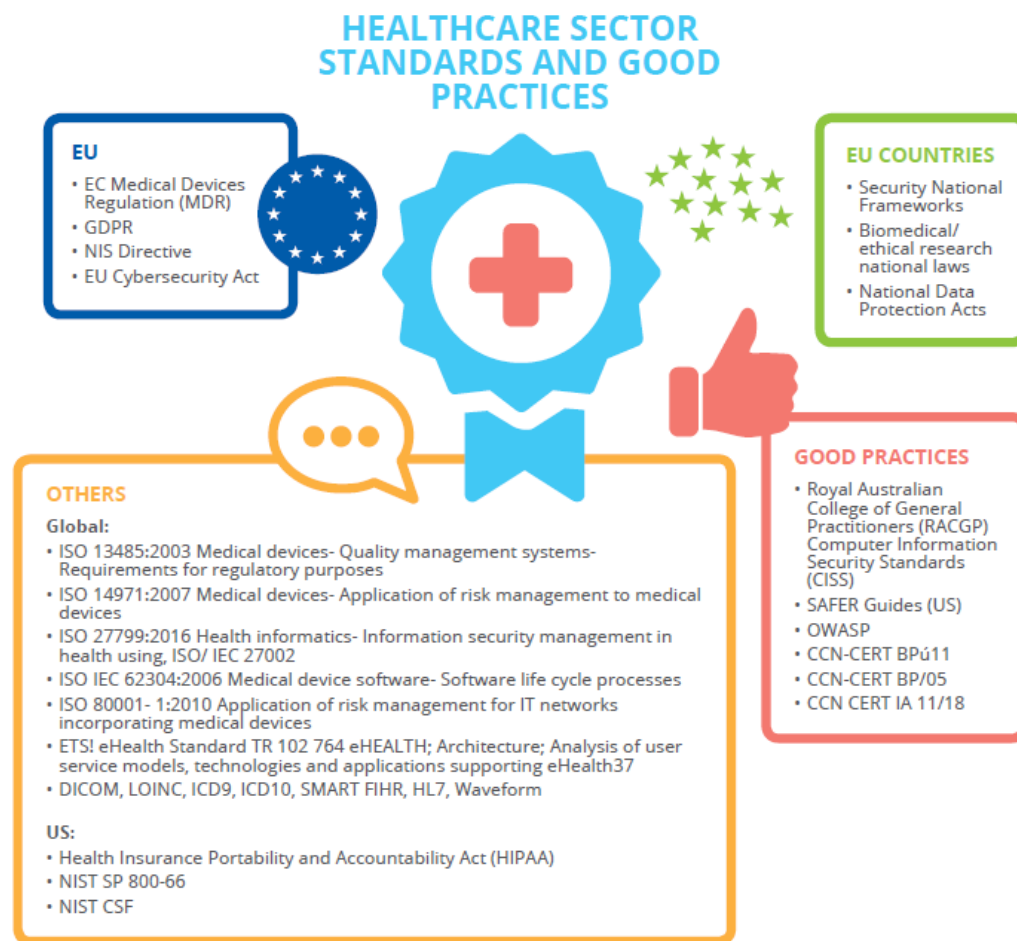 HEALTHCARE SECTOR
STANDARDS AND GOOD
PRACTICES
EU
• EC Medical Devices
Regulation (MDR)
• GDPR
• NIS Directive
• EU Cybersecurity Act
EU COUNTRIES
• Security National
Frameworks
• Biomedical/
ethical research
national laws
• National Data
Protection Acts
OTHERS
Global:
• ISO 13485:2003 Medical devices- Quality management systems-
Requirements for regulatory purposes
• ISO 14971:2007 Medical devices- Application of risk management to medical
devices
• ISO 27799:2016 Health informatics- Information security management in
health using, ISO/ IEC 27002
• ISO IEC 62304:2006 Medical device software- Software life cycle processes
• ISO 80001- 1:2010 Application of risk management for IT networks
incorporating medical devices
• ETS! eHealth Standard TR 102 764 eHEALTH; Architecture; Analysis of user
service models, technologies and applications supporting eHealth37
• DICOM, LOINC, ICD9, ICD10, SMART FIHR, HL7, Waveform
US:
• Health Insurance Portability and Accountability Act (HIPAA)
• NIST SP 800-66
• NIST CSF
GOOD PRACTICES
• Royal Australian
College of General
Practitioners (RACGP)
Computer Information
Security Standards
(CISS)
• SAFER Guides (US)
• OWASP
• CCN-CERT BPú11
• CCN-CERT BP/05
• CCN CERT IA 11/18